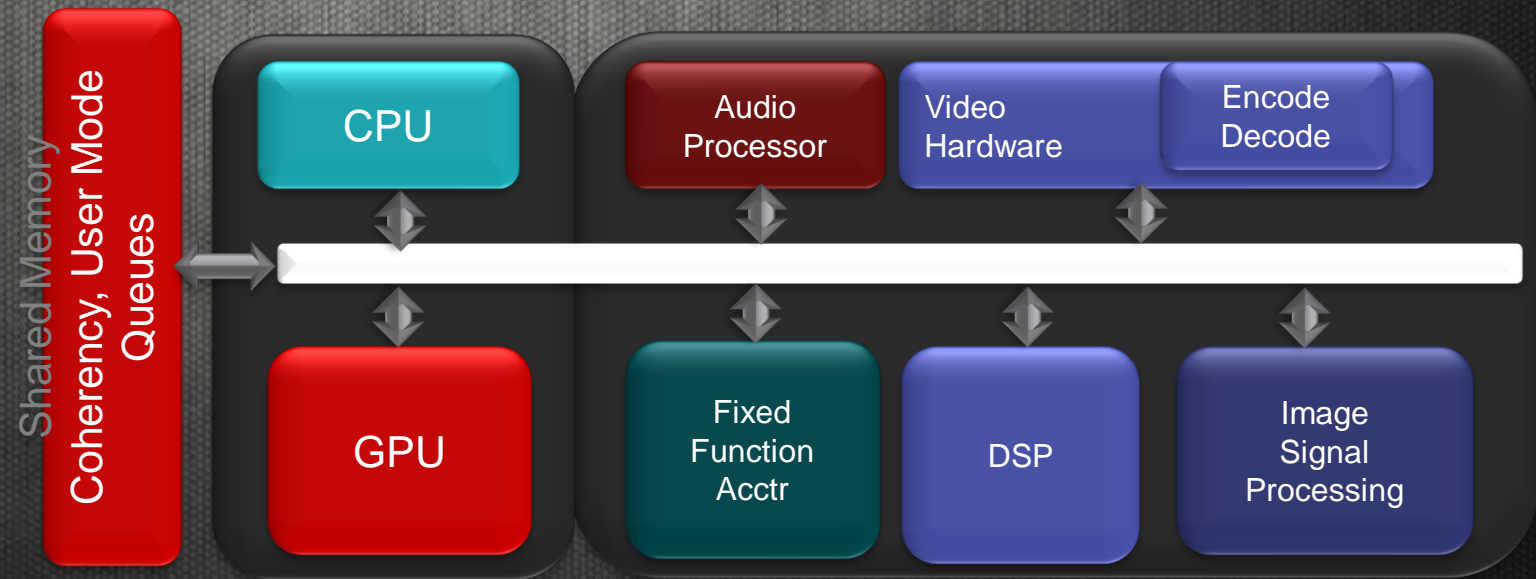 Shared Memory
Coherency, User Mode
Queues
CPU
Audio
Processor
Video
Hardware
Encode
Decode
GPU
Fixed
Function
Acctr
DSP
Image
Signal
Processing